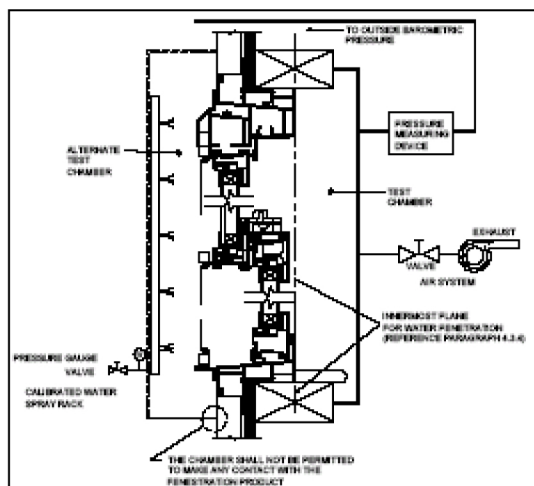 TO OUTSIDE BAROMETRIC
PRESSURE
PRESSURE
MEASURING
DEVICE
ALTERNATE
TEST
CHAMBER
TEST
CHAMBER
EXHAUST
VALVE
AIR SYSTEM
INNERMOST PLANE
FOR WATER PENETRATION
(REFERENCE PARAGRAPH 4.3.6)
PRESSURE GAUGE
VALVE
CALIBRATED WATER
SPRAY RACK
THE CHAMBER SHALL NOT BE PERMITTED
TO MAKE ANY CONTACT WITH THE
FENESTRATION PRODUCT